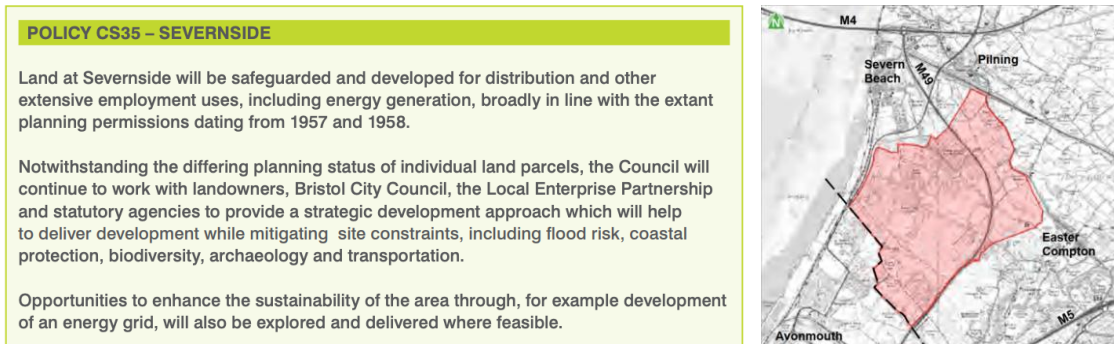 POLICY CS35 – SEVERNSIDE
Land at Severnside will be safeguarded and developed for distribution and other
extensive employment uses, including energy generation, broadly in line with the extant
planning permissions dating from 1957 and 1958.
Notwithstanding the differing planning status of individual land parcels, the Council will
continue to work with landowners, Bristol City Council, the Local Enterprise Partnership
and statutory agencies to provide a strategic development approach which will help
to deliver development while mitigating site constraints, including flood risk, coastal
protection, biodiversity, archaeology and transportation.
Opportunities to enhance the sustainability of the area through, for example development
of an energy grid, will also be explored and delivered where feasible.
N
M4
Severn
Beach
M49
Pilning
Easter
Compton
M5
Avonmouth